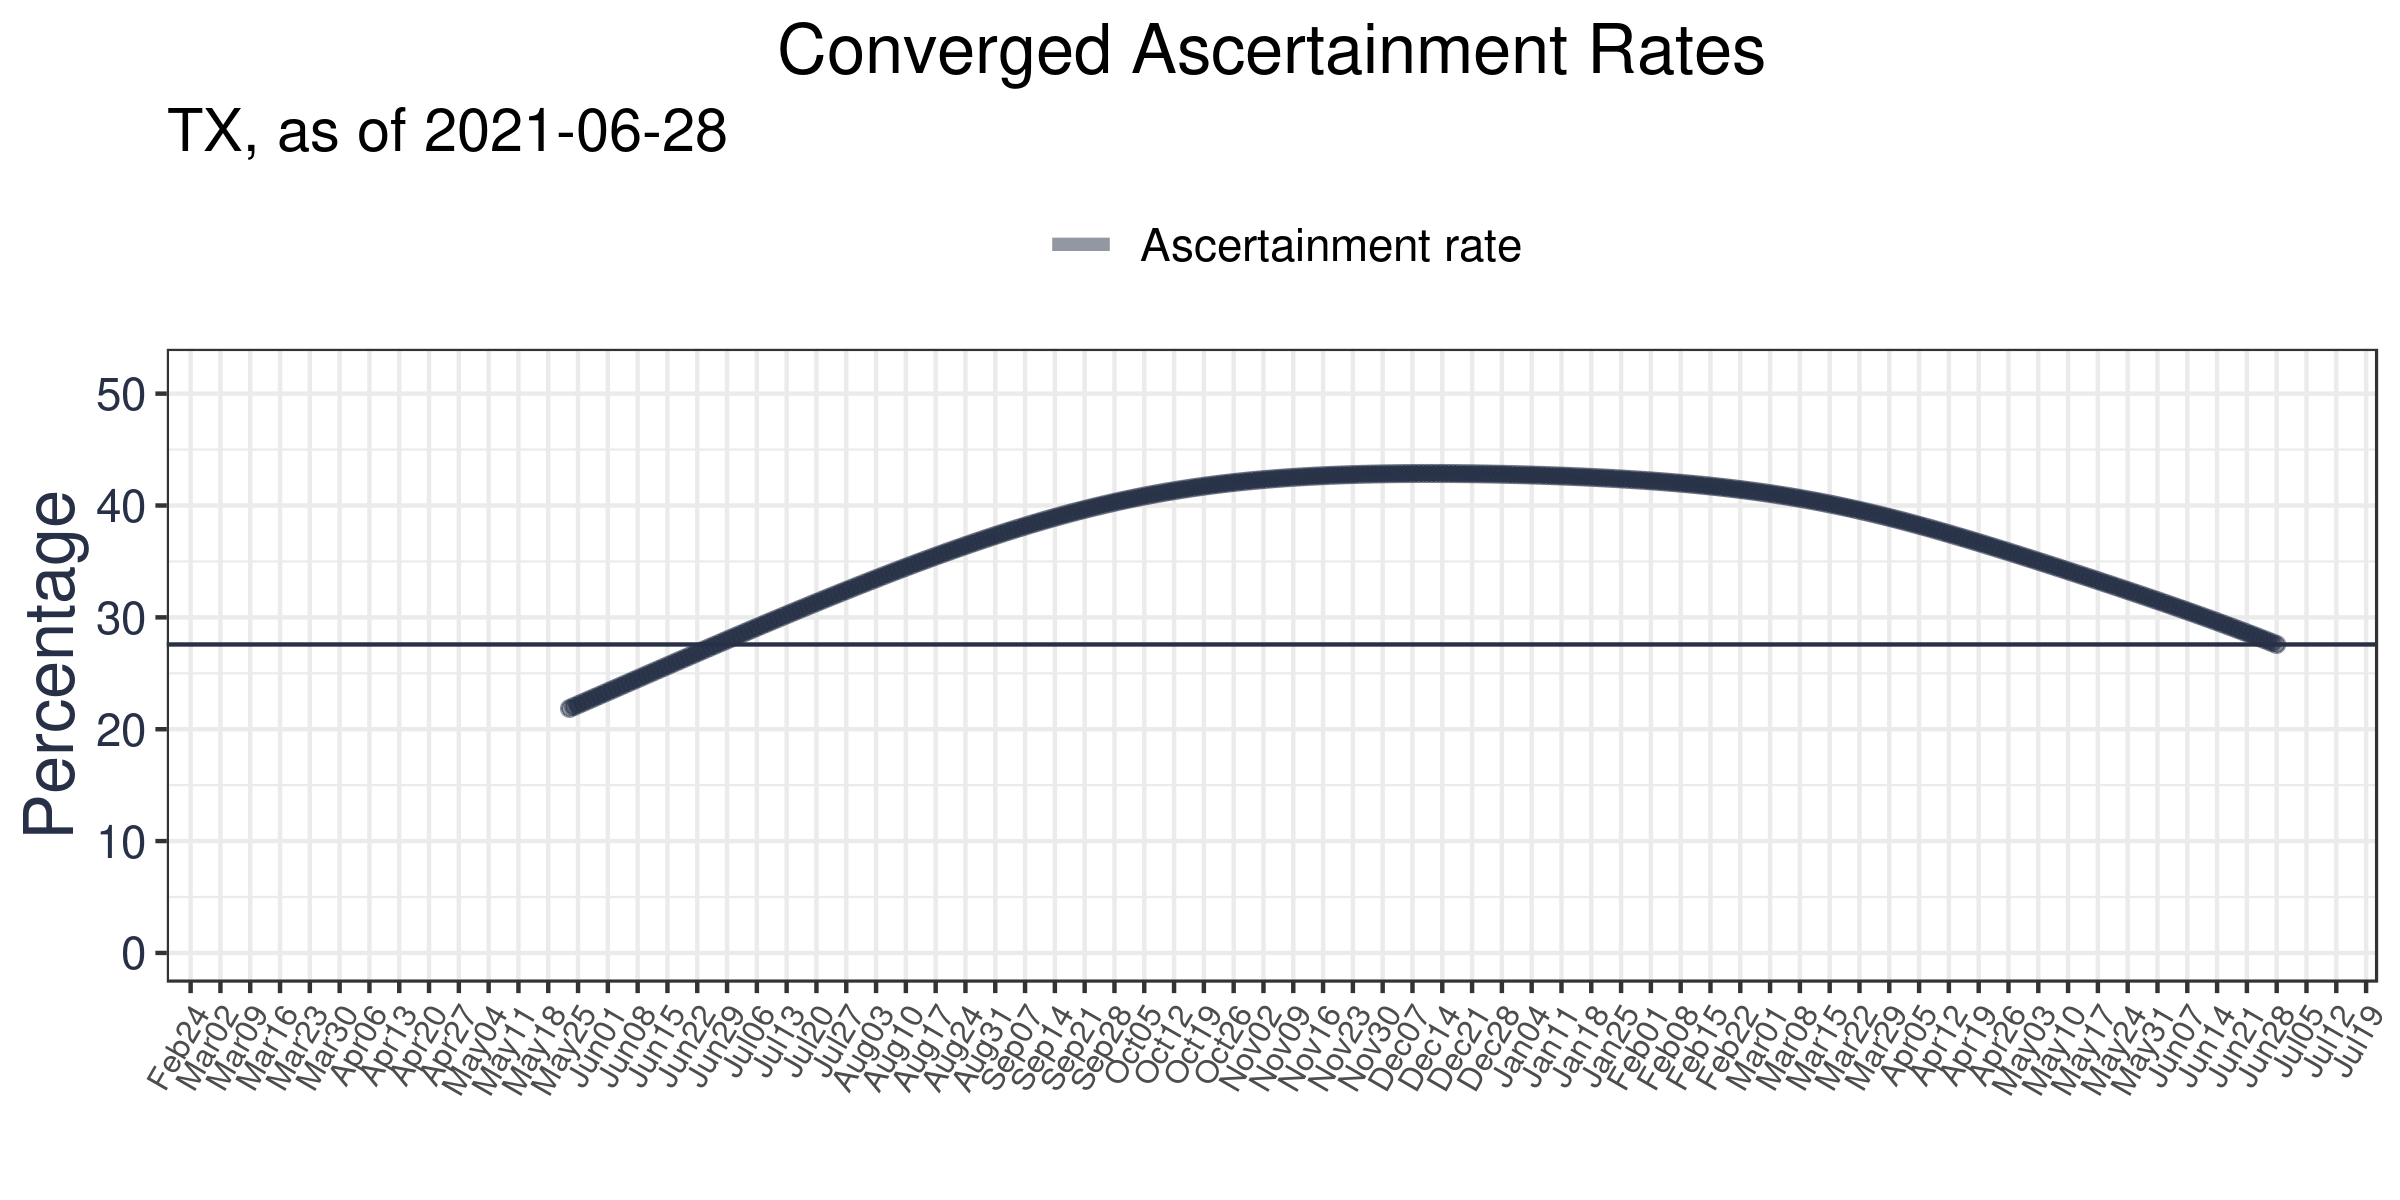 Converged Ascertainment Rates
TX, as of 2021-06-28
Ascertainment rate
Percentage
50
40
30
20
10
0
Feb24
Mar02
Mar09
Mar16
Mar23
Mar30
Apr06
Apr13
Apr20
Apr27
May04
May11
May18
May25
Jun01
Jun08
Jun15
Jun22
Jun29
Jul06
Jul13
Jul20
Jul27
Aug03
Aug10
Aug17
Aug24
Aug31
Sep07
Sep14
Sep21
Sep28
Oct05
Oct12
Oct19
Oct26
Nov02
Nov09
Nov16
Nov23
Nov30
Dec07
Dec14
Dec21
Dec28
Jan04
Jan11
Jan18
Jan25
Feb01
Feb08
Feb15
Feb22
Mar01
Mar08
Mar15
Mar22
Mar29
Apr05
Apr12
Apr19
Apr26
May03
May10
May17
May24
May31
Jun07
Jun14
Jun21
Jun28
Jul05
Jul12
Jul19